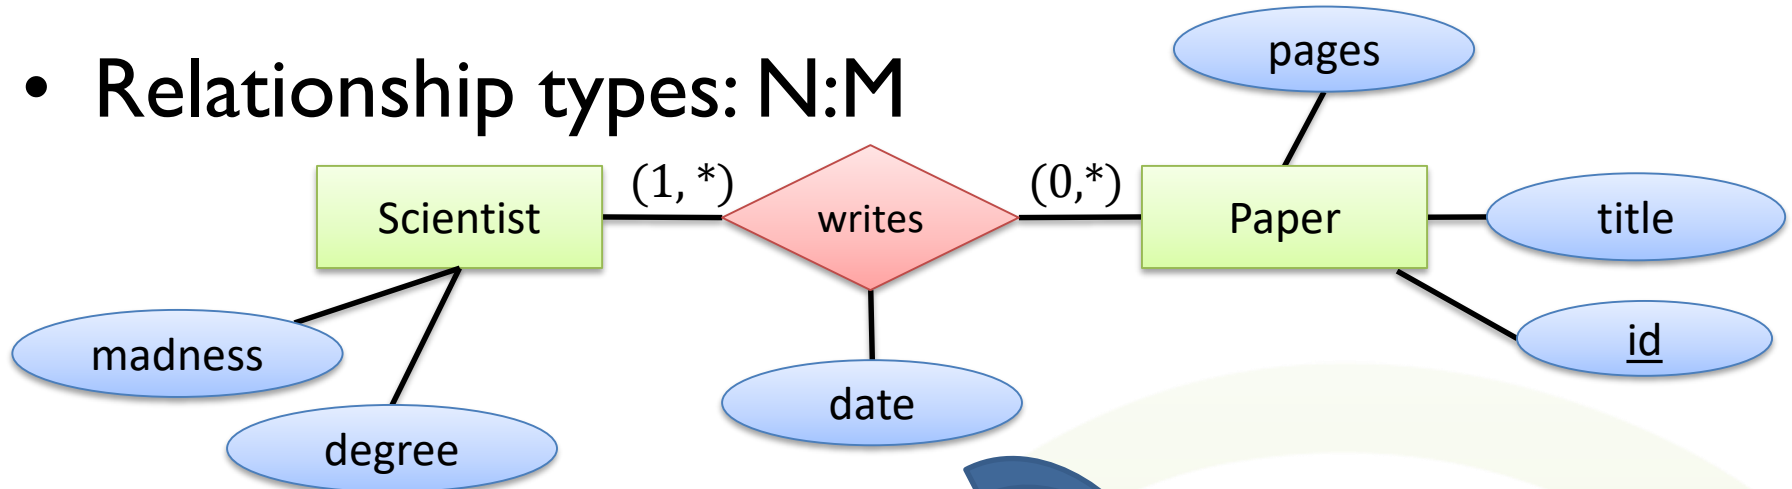 pages
• Relationship types: N:M
(1, *)
(0,*)
Scientist
writes
Paper
title
madness
id
date
degree